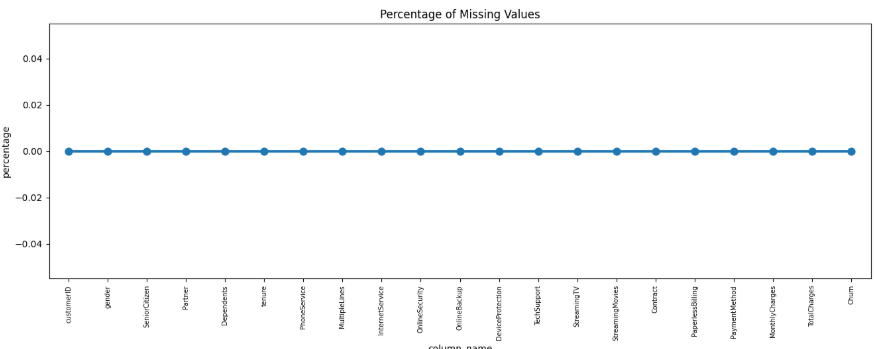 Percentage of Missing Values
percentage
0.04
0.02
0.00
−0.02
−0.04
customerID
gender
SeniorCitizen
Partner
Dependents
tenure
PhoneService
MultipleLines
InternetService
OnlineSecurity
OnlineBackup
DeviceProtection
TechSupport
StreamingTV
StreamingMovies
Contract
PaperlessBilling
PaymentMethod
MonthlyCharges
TotalCharges
Churn
column_name